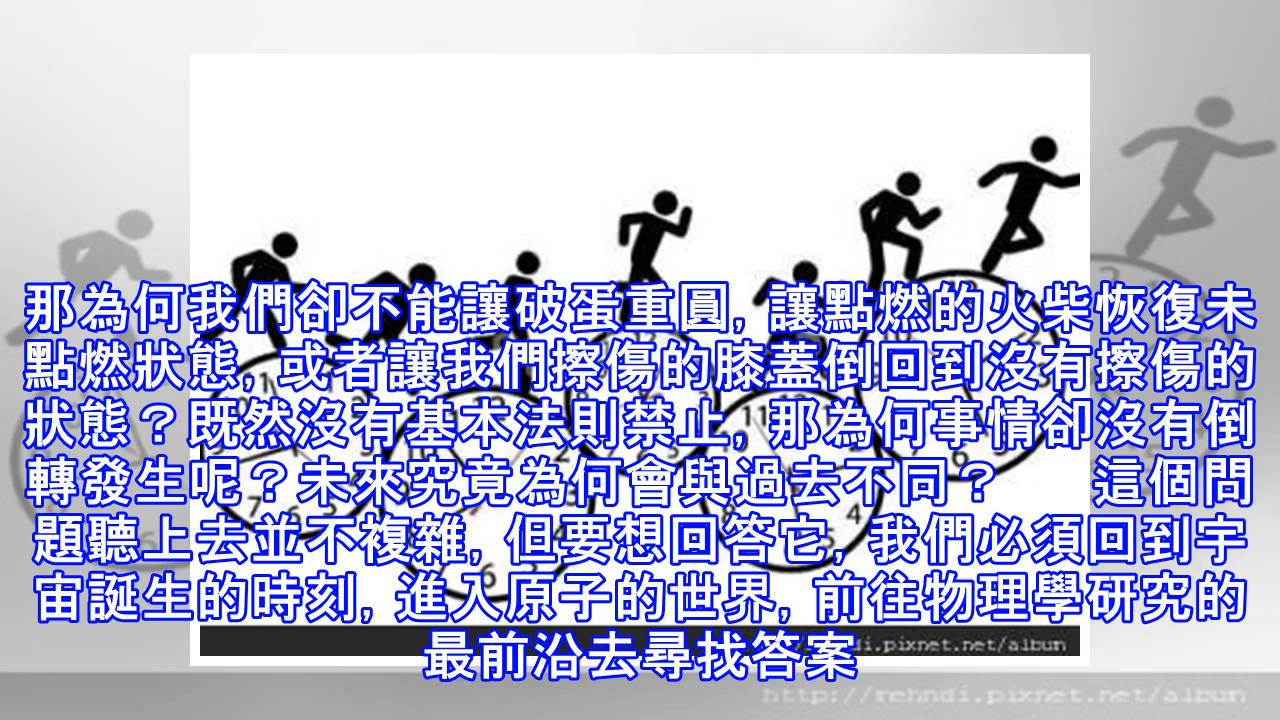 那為何我們卻不能讓破蛋重圓, 讓點燃的火柴恢復未
點燃狀態, 或者讓我們擦傷的膝蓋倒回到沒有擦傷的
狀態？既然沒有基本法則禁止, 那為何事情卻沒有倒
轉發生呢？未來究竟為何會與過去不同？　　這個問
題聽上去並不複雜, 但要想回答它, 我們必須回到宇
宙誕生的時刻, 進入原子的世界, 前往物理學研究的
最前沿去尋找答案
di.pixnet.net/album
http://rehndi.pixnet.net/album